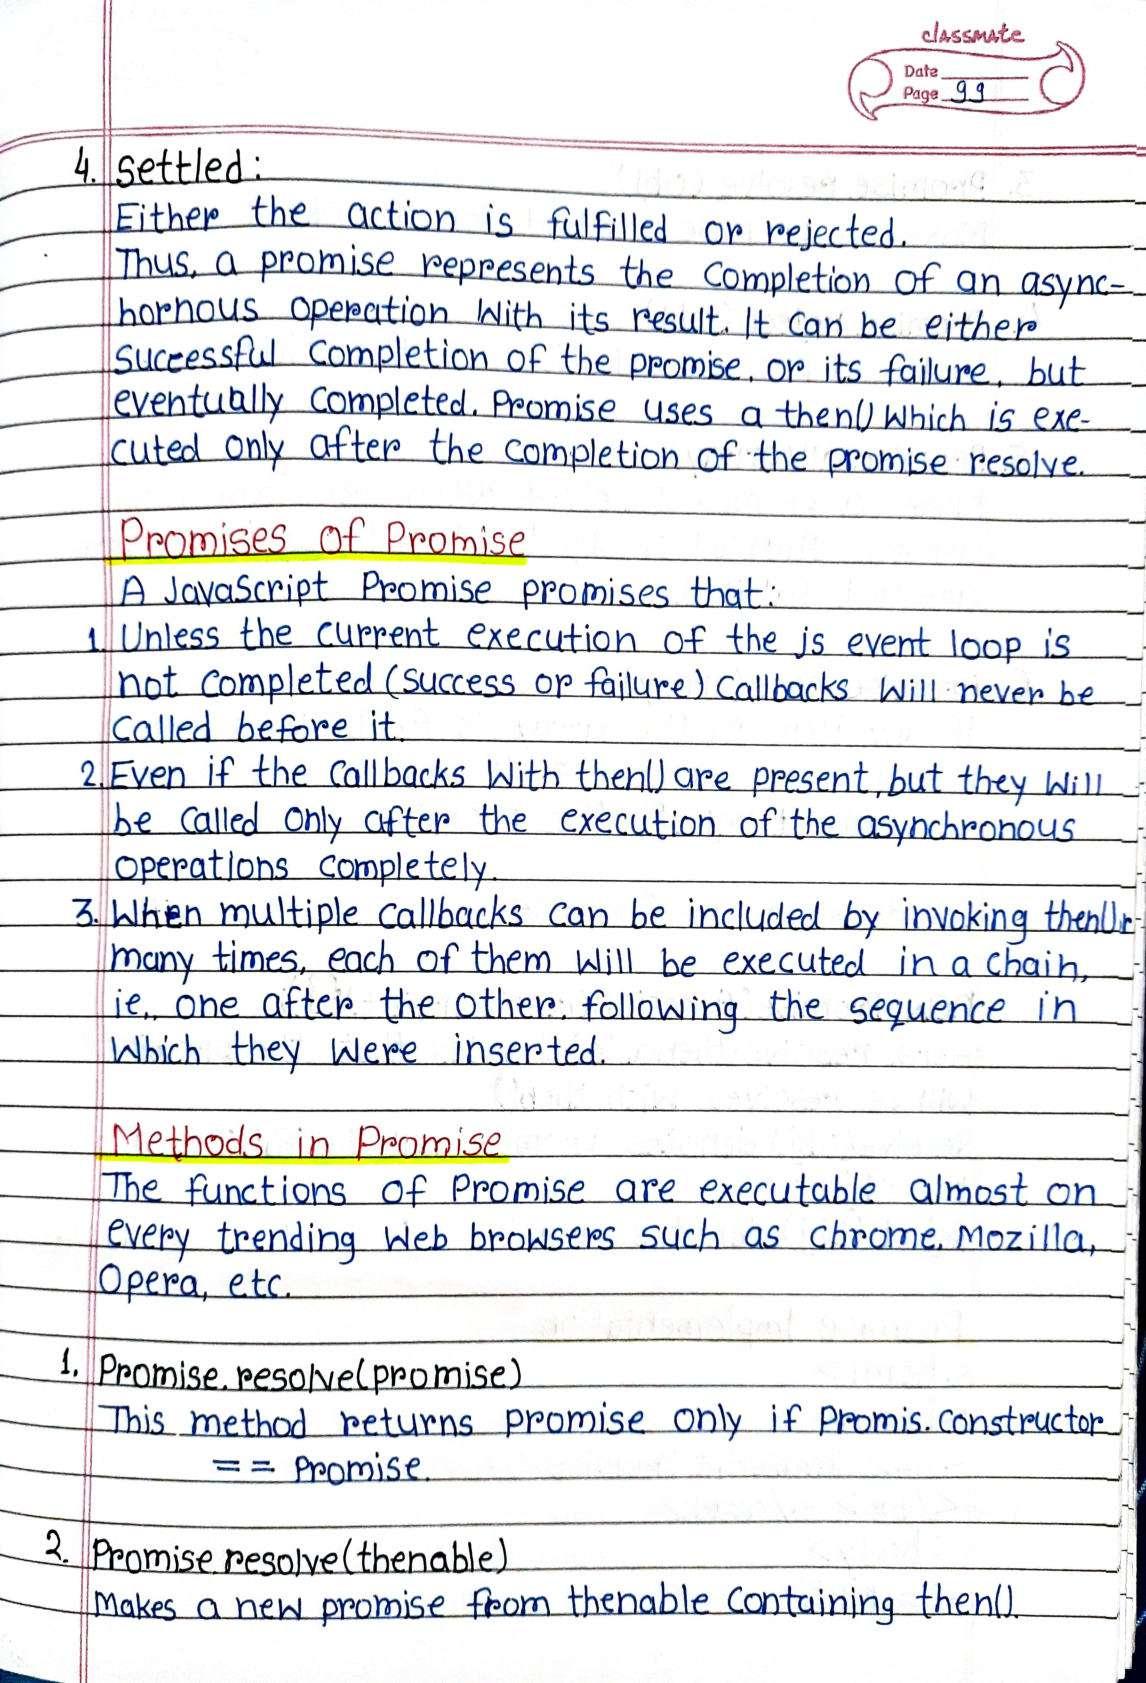 classmate
Date
Page 99
4. Settled:
Either the action is fulfilled or rejected.
Thus, a promise represents the Completion of an async-
hornous operation With its result. It Can be either
Successful Completion of the promise, or its failure, but
eventually Completed. Promise uses a then() Which is exe-
cuted only after the completion of the promise resolve.
Promises of Promise
A JavaScript Promise promises that:
1. Unless the current execution of the js event loop is
not completed (success or failure) Callbacks Will never be
Called before it.
2. Even if the Callbacks With then() are present, but they Will
be Called Only after the execution of the asynchronous
operations Completely.
3. When multiple callbacks Can be included by invoking then()
many times, each of them Will be executed in a chain,
ie., one after the other, following the sequence in
Which they Were inserted.
Methods in Promise
The functions of Promise are executable almost on
every trending Web browsers such as Chrome, Mozilla,
Opera, etc.
1. Promise.resolve(promise)
This method returns promise only if Promis.Constructor
== Promise.
2. Promise.resolve(thenable)
Makes a new promise from thenable Containing then().